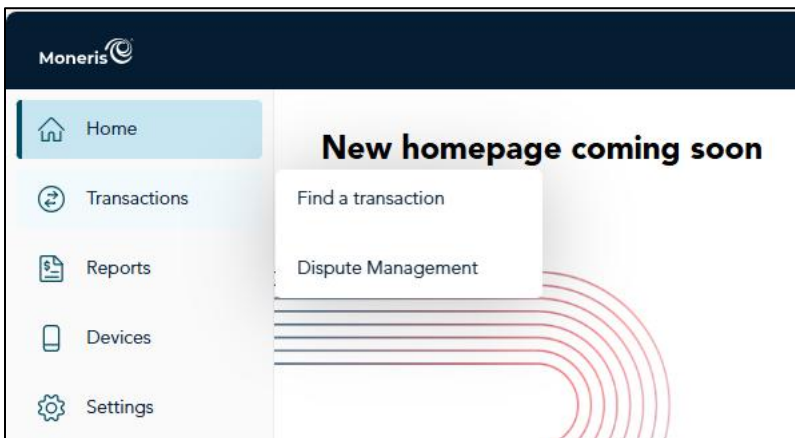 Moneris
Home
New homepage coming soon
Transactions
Find a transaction
Reports
Dispute Management
Devices
Settings